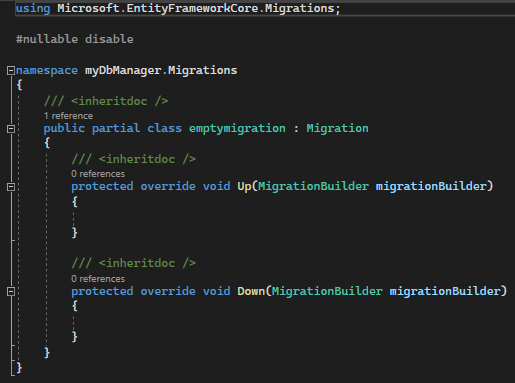 using Microsoft.EntityFrameworkCore.Migrations;
#nullable disable
namespace myDbManager.Migrations
{
/// <inheritdoc />
1 reference
public partial class emptymigration : Migration
{
/// <inheritdoc />
0 references
protected override void Up(MigrationBuilder migrationBuilder)
{
}
/// <inheritdoc />
0 references
protected override void Down(MigrationBuilder migrationBuilder)
{
}
}
}